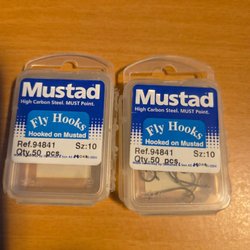 Mustad
High Carbon Steel. MUST Point.
Fly Hooks
Hooked on Mustad
Ref.94841 Sz:10
Qty.50 pcs.
Mustad
High Carbon Steel. MUST Point.
Fly Hooks
Hooked on Mustad
Ref.94841 Sz:10
Qty.50 pcs.